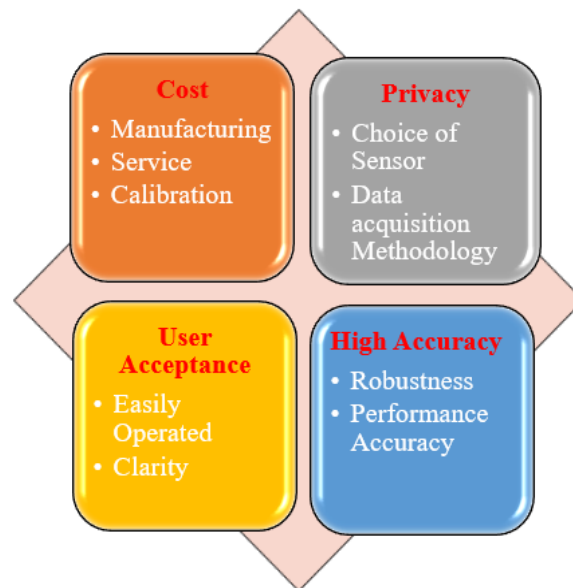 Cost
• Manufacturing
• Service
• Calibration
Privacy
• Choice of
Sensor
• Data
acquisition
Methodology
User
Acceptance
• Easily
Operated
• Clarity
High Accuracy
• Robustness
• Performance
Accuracy